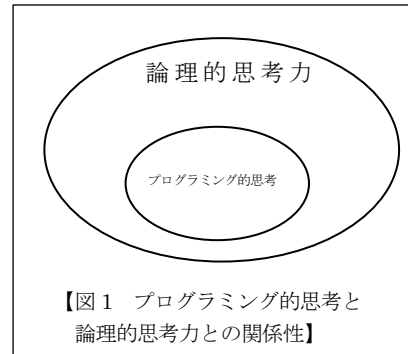 論理的思考力
プログラミング的思考
【図1　プログラミング的思考と
論理的思考力との関係性】